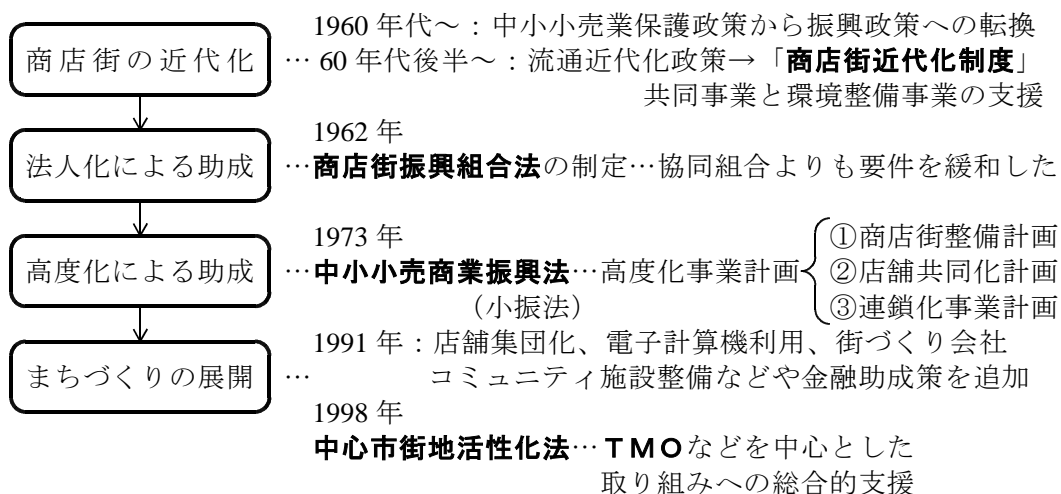 1960年代~:中小小売業保護政策から振興政策への転換
商店街の近代化
… 60年代後半~:流通近代化政策→「商店街近代化制度」
共同事業と環境整備事業の支援
1962年
法人化による助成
…商店街振興組合法の制定…協同組合よりも要件を緩和した
1973年
高度化による助成
…中小小売商業振興法…高度化事業計画
(小振法)
①商店街整備計画
②店舗共同化計画
③連鎖化事業計画
1991年:店舗集団化、電子計算機利用、街づくり会社
まちづくりの展開
… コミュニティ施設整備などや金融助成策を追加
1998年
中心市街地活性化法…TMOなどを中心とした
取り組みへの総合的支援